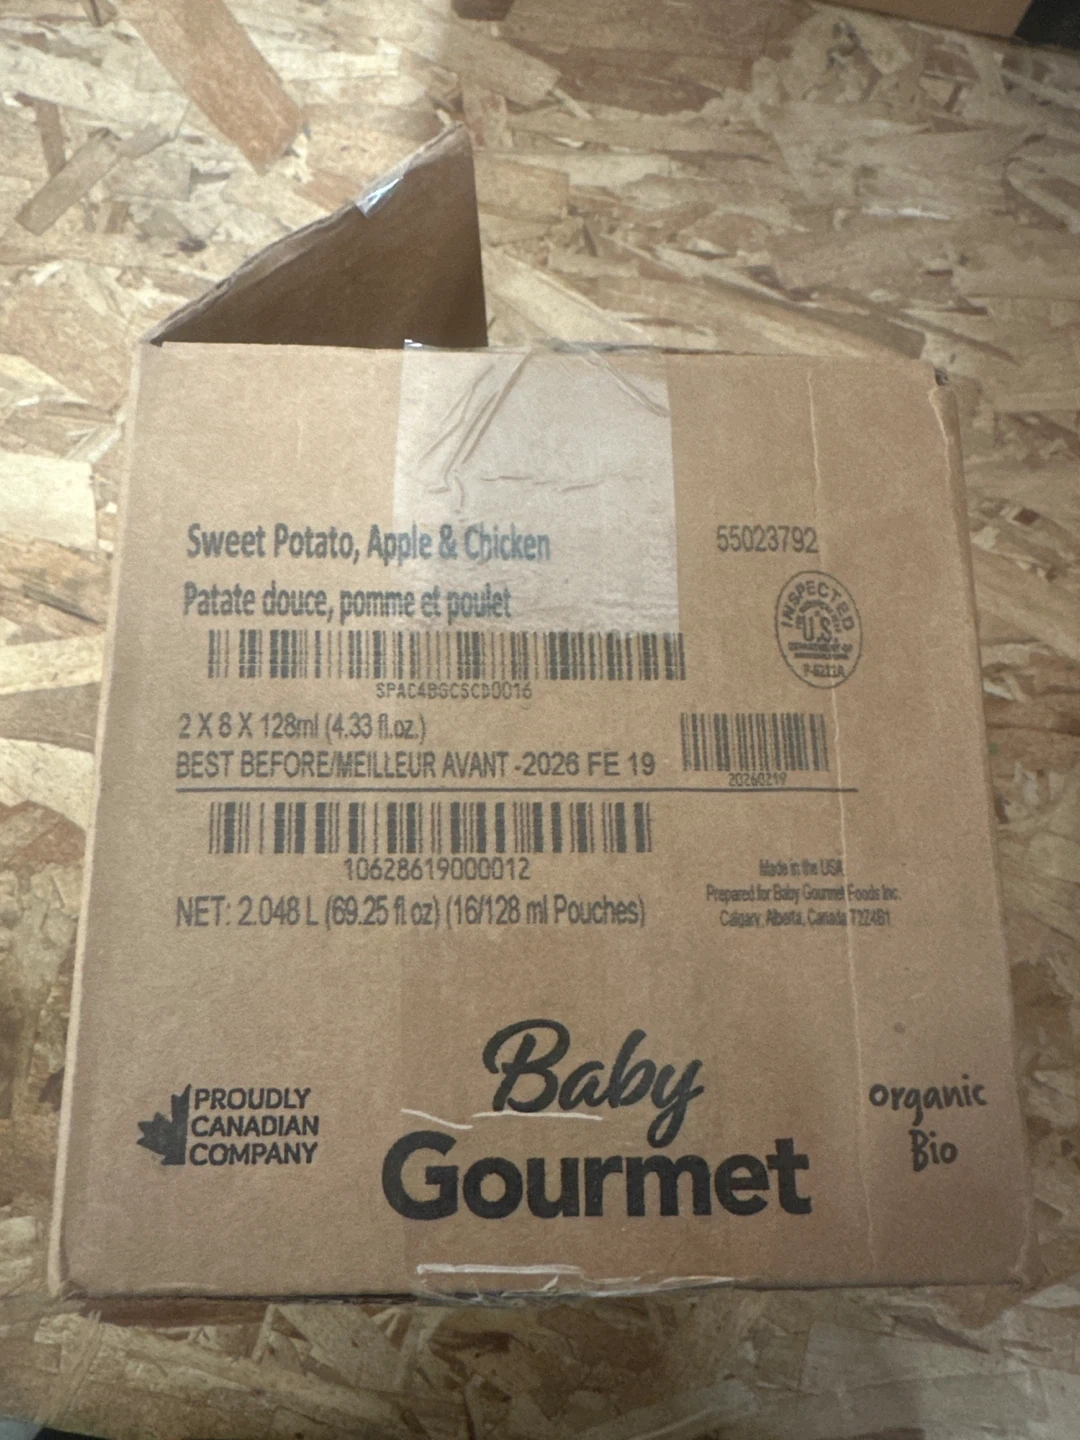 Sweet Potato, Apple & Chicken
55023792
Patate douce, pomme et poulet
INSPECTED
U.S.
P-6211A
SPAC4BGCSCD0016
2 X 8 X 128ml (4.33 fl.oz.)
BEST BEFORE/MEILLEUR AVANT -2026 FE 19
20260219
10628619000012
NET: 2.048 L (69.25 fl oz) (16/128 ml Pouches)
Made in the USA
Prepared for Baby Gourmet Foods Inc.
Calgary, Alberta, Canada
PROUDLY
CANADIAN
COMPANY
Baby
Gourmet
organic
Bio